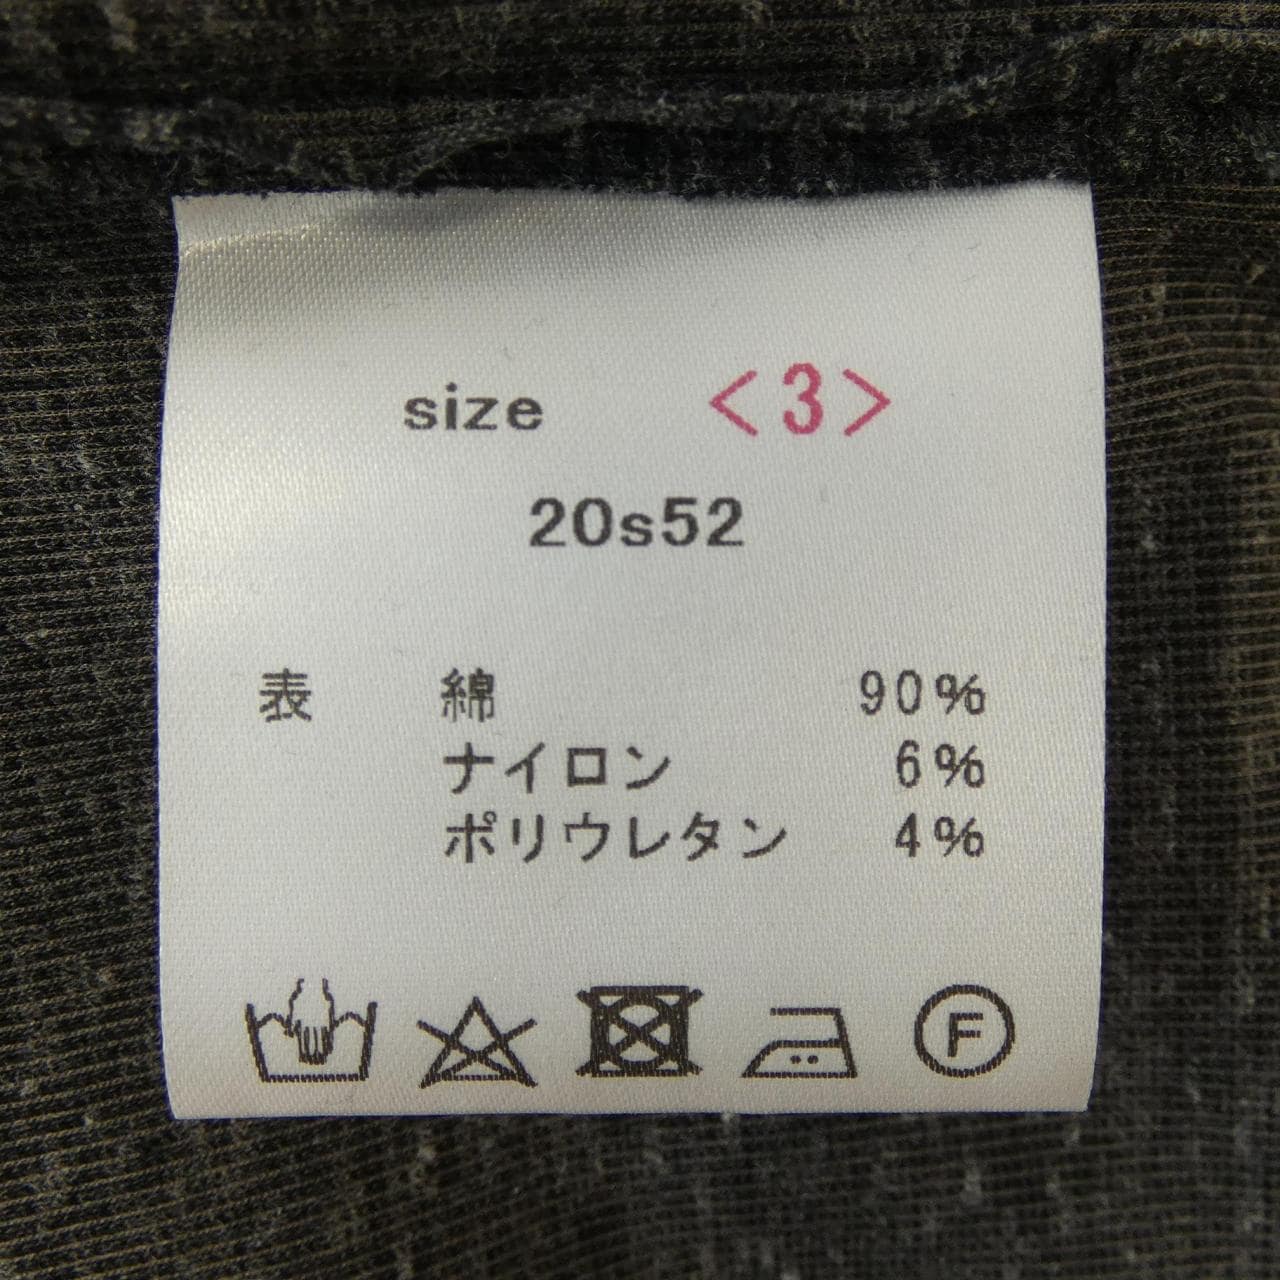 size <3>
20s52
表 綿 90%
ナイロン 6%
ポリウレタン 4%
F